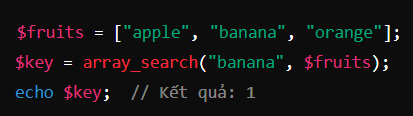 $fruits = ["apple", "banana", "orange"];
$key = array_search("banana", $fruits);
echo $key;  // Kết quả: 1